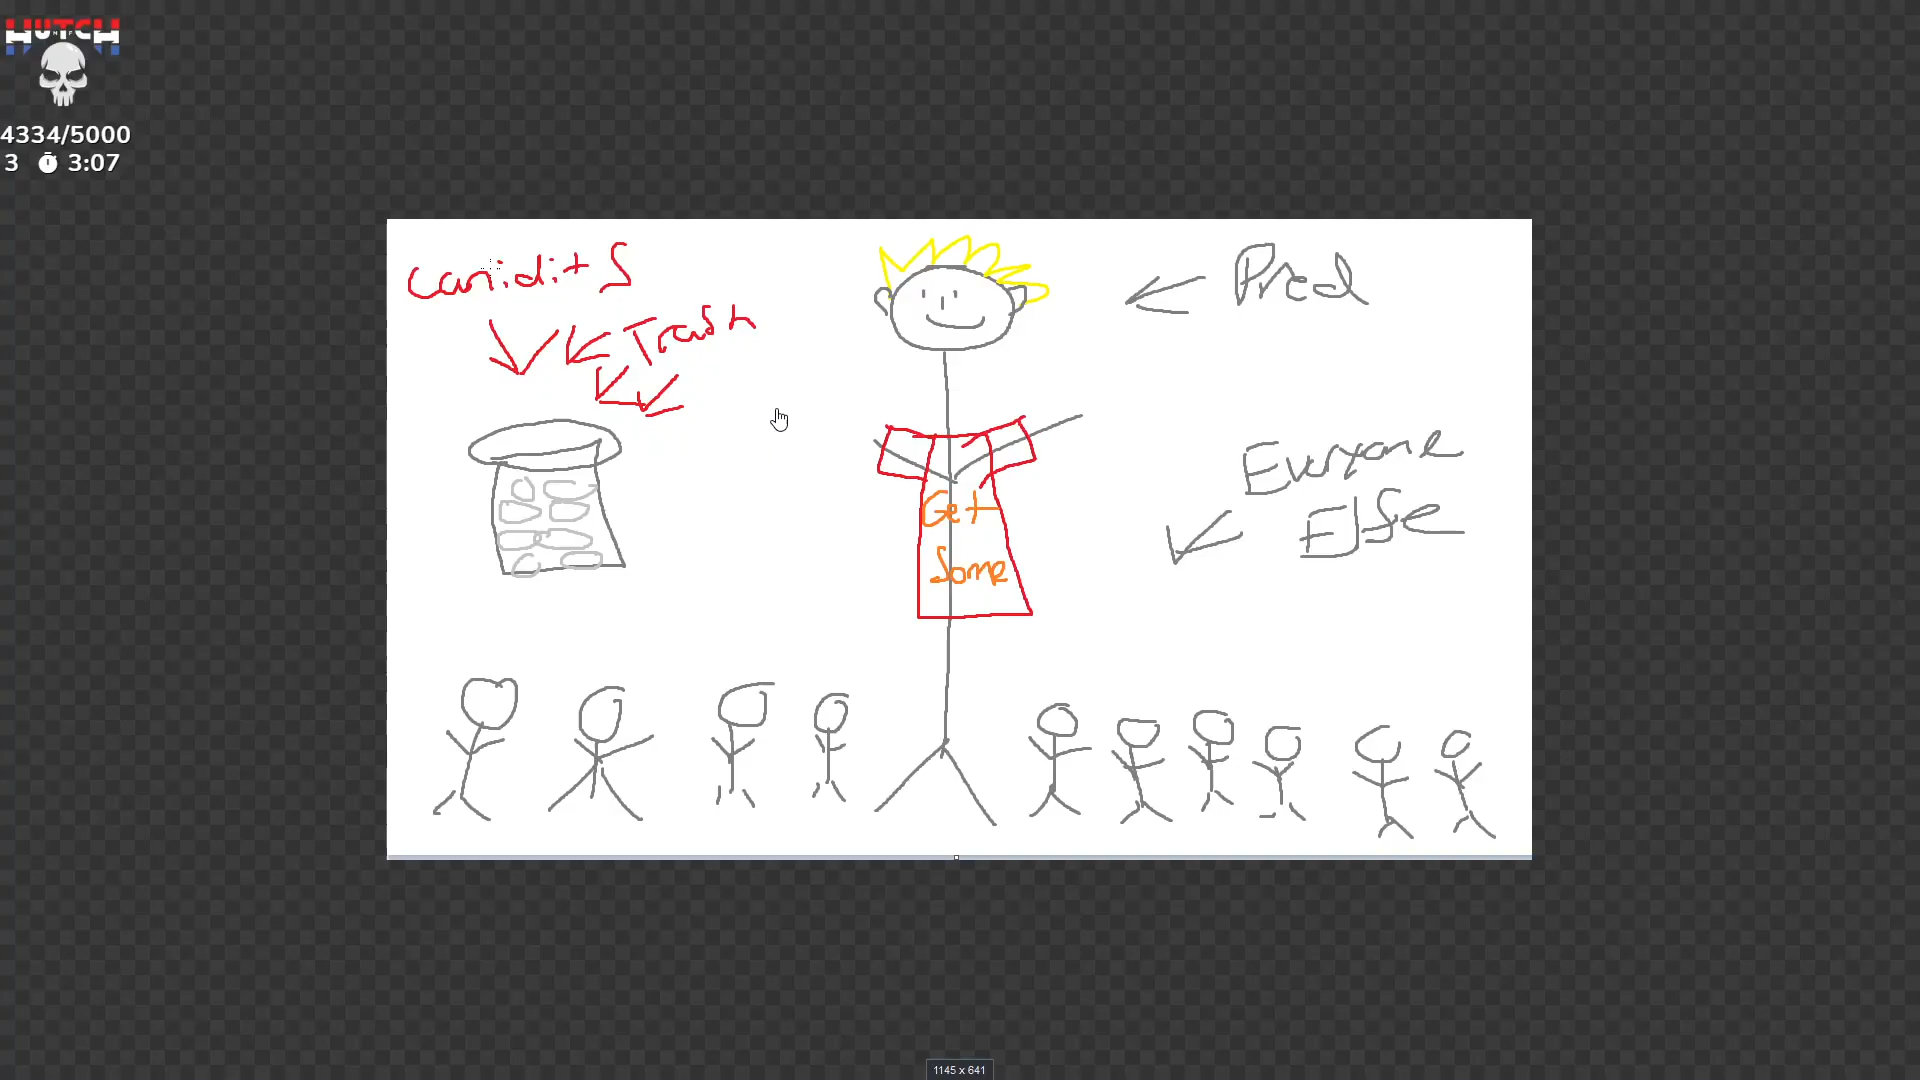 HUTCH
4334/5000
3 3:07
Canidits
Trash
Pred
Everyone
Else
Get
Some
1145 x 641